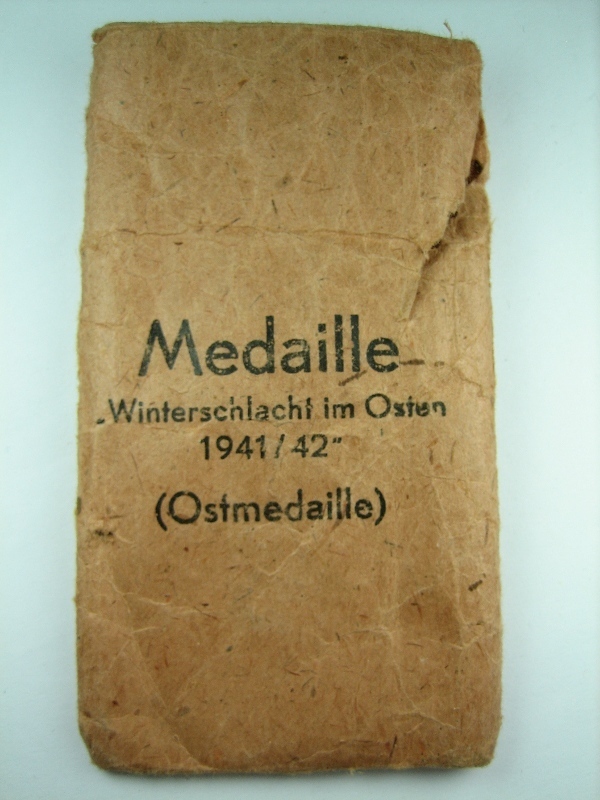 Medaille
„Winterschlacht im Osten
1941/42“
(Ostmedaille)